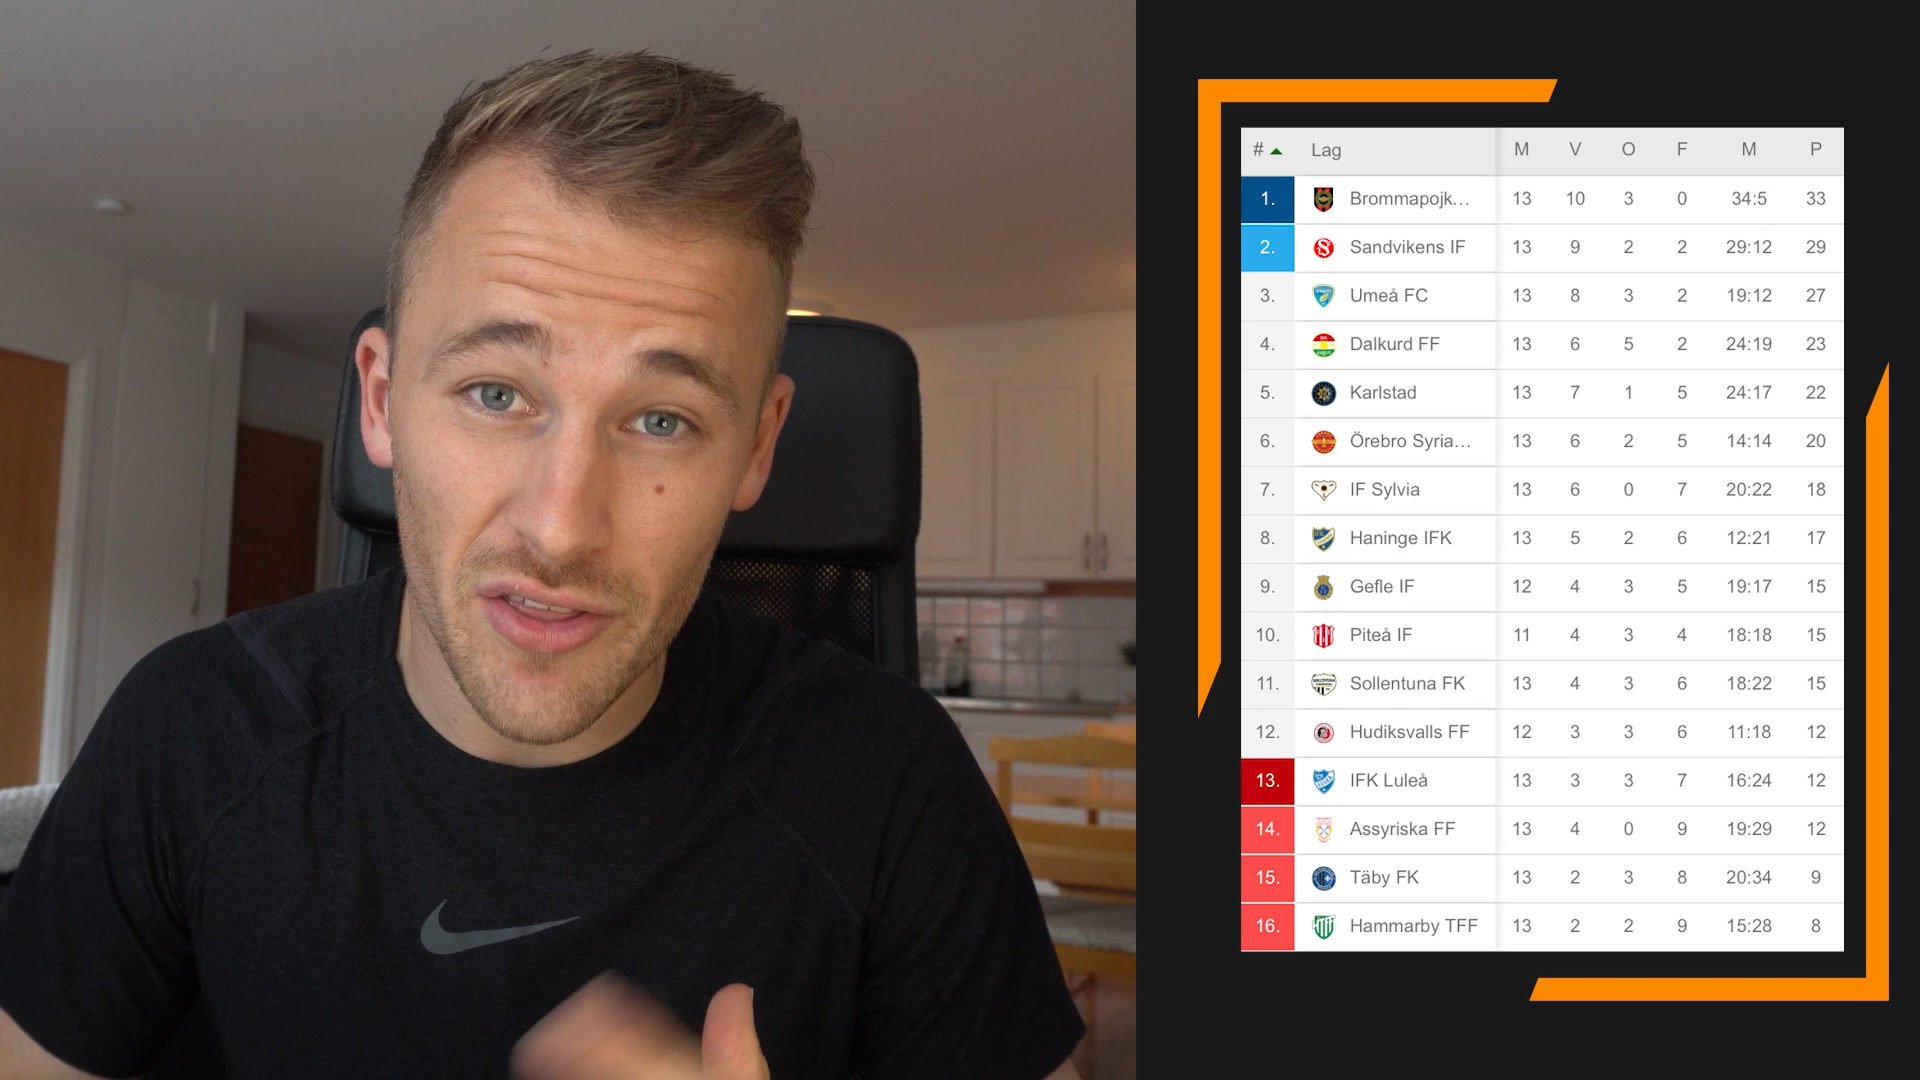 # Lag M V O F M P
1. Brommapojk... 13 10 3 0 34:5 33
2. Sandvikens IF 13 9 2 2 29:12 29
3. Umeå FC 13 8 3 2 19:12 27
4. Dalkurd FF 13 6 5 2 24:19 23
5. Karlstad 13 7 1 5 24:17 22
6. Örebro Syria... 13 6 2 5 14:14 20
7. IF Sylvia 13 6 0 7 20:22 18
8. Haninge IFK 13 5 2 6 12:21 17
9. Gefle IF 12 4 3 5 19:17 15
10. Piteå IF 11 4 3 4 18:18 15
11. Sollentuna FK 13 4 3 6 18:22 15
12. Hudiksvalls FF 12 3 3 6 11:18 12
13. IFK Luleå 13 3 3 7 16:24 12
14. Assyriska FF 13 4 0 9 19:29 12
15. Täby FK 13 2 3 8 20:34 9
16. Hammarby TFF 13 2 2 9 15:28 8